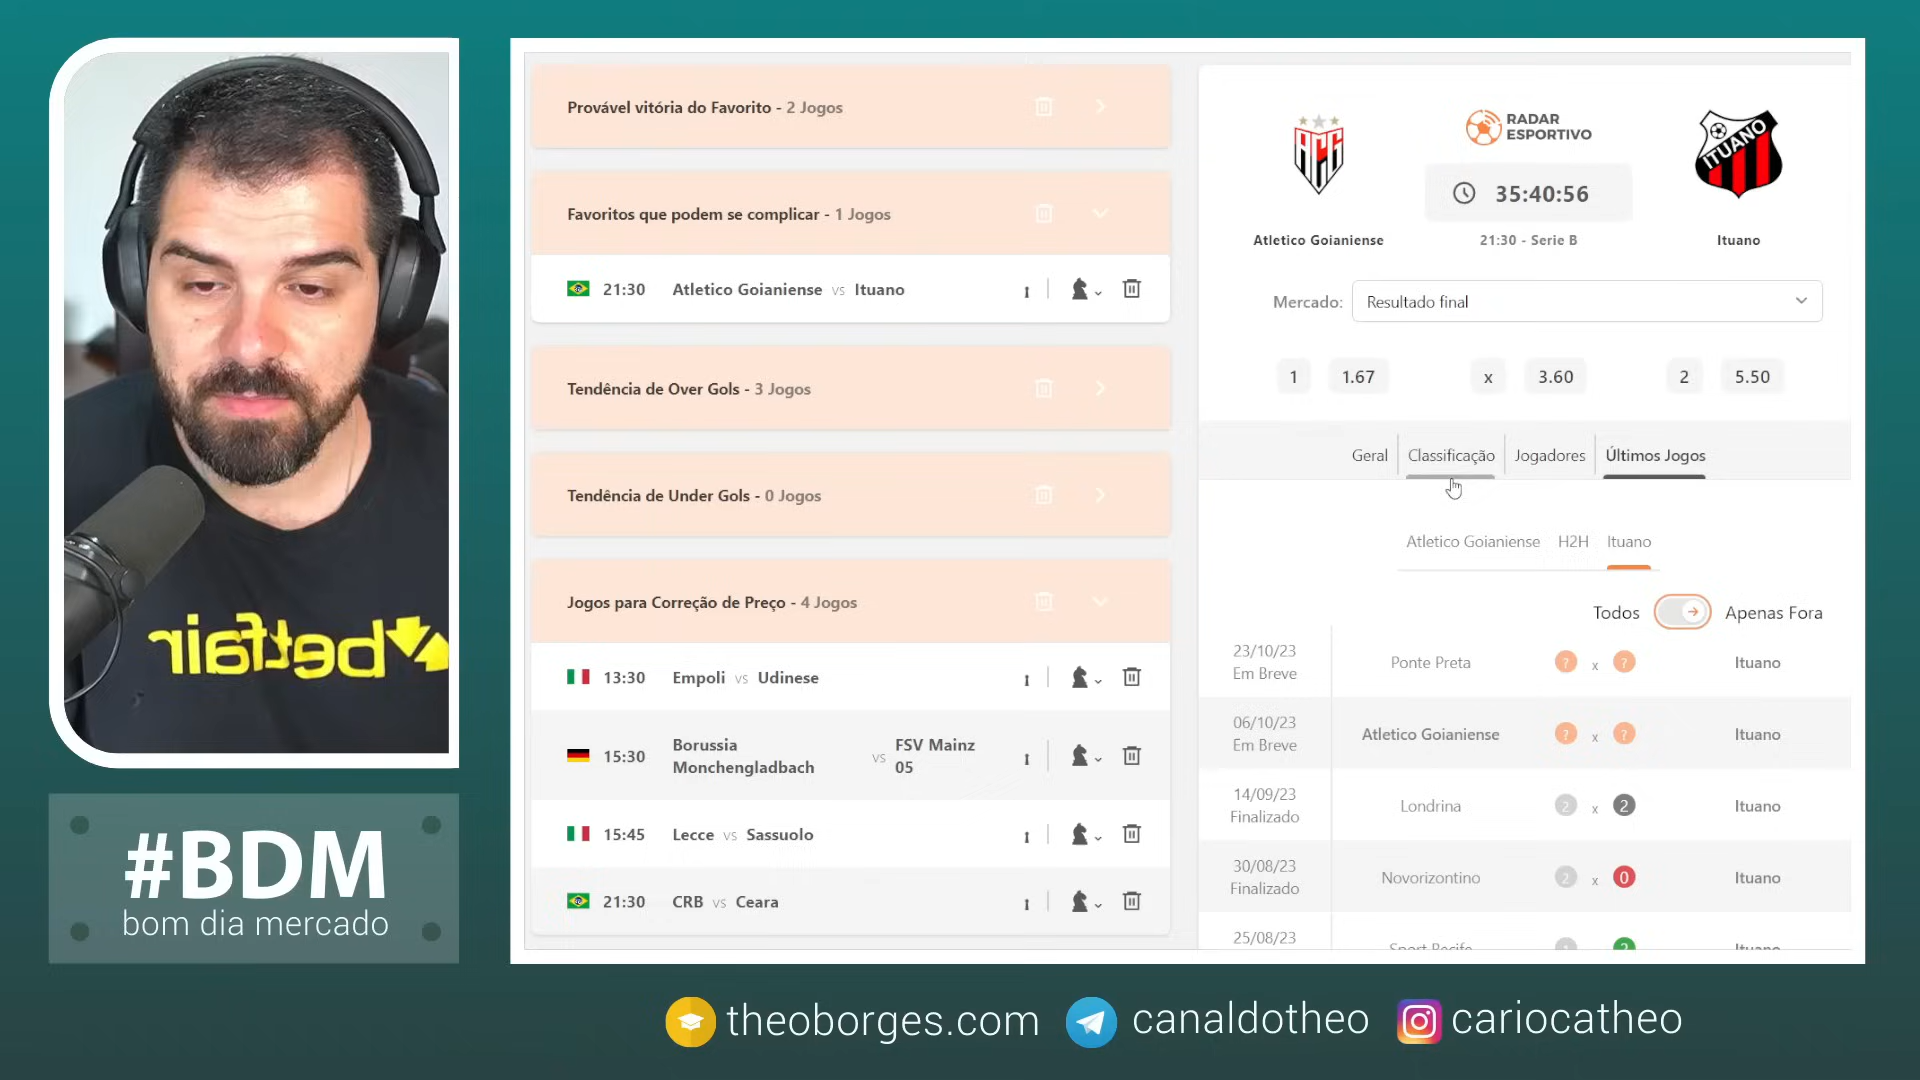 betfair
#BDM
bom dia mercado
Provável vitória do Favorito - 2 Jogos
Favoritos que podem se complicar - 1 Jogos
21:30 Atletico Goianiense vs Ituano
Tendência de Over Gols - 3 Jogos
Tendência de Under Gols - 0 Jogos
Jogos para Correção de Preço - 4 Jogos
13:30 Empoli vs Udinese
15:30 Borussia Monchengladbach vs FSV Mainz 05
15:45 Lecce vs Sassuolo
21:30 CRB vs Ceara
ACG
RADAR
ESPORTIVO
ITUANO
35:40:56
Atletico Goianiense 21:30 - Serie B Ituano
Mercado: Resultado final
1 1.67 x 3.60 2 5.50
Geral Classificação Jogadores Últimos Jogos
Atletico Goianiense H2H Ituano
Todos Apenas Fora
23/10/23
Em Breve
Ponte Preta ? x ? Ituano
06/10/23
Em Breve
Atletico Goianiense ? x ? Ituano
14/09/23
Finalizado
Londrina 2 x 2 Ituano
30/08/23
Finalizado
Novorizontino 2 x 0 Ituano
25/08/23
Sport Recife Ituano
theoborges.com canaldotheo cariocatheo